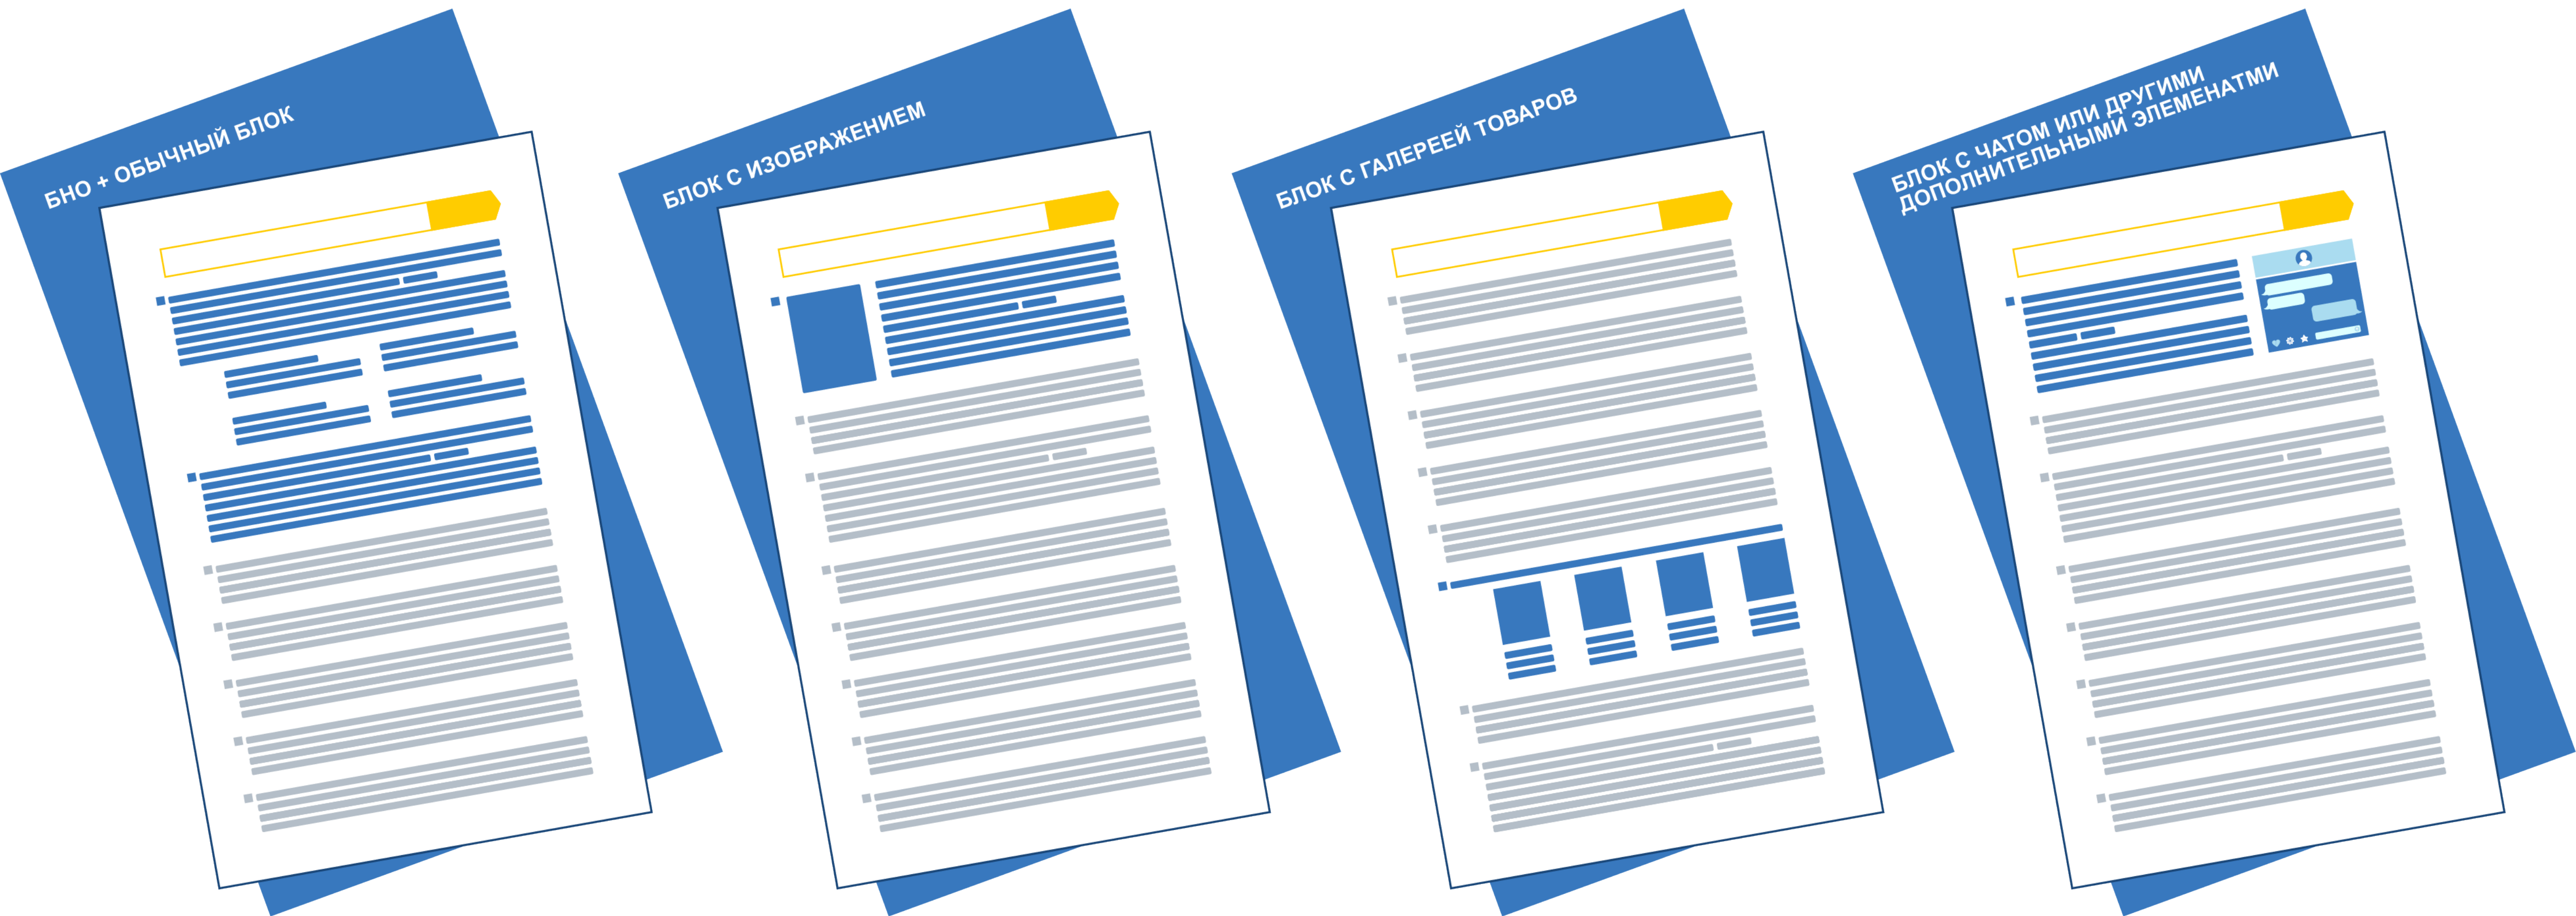 БНО + ОБЫЧНЫЙ БЛОК
БЛОК С ИЗОБРАЖЕНИЕМ
БЛОК С ГАЛЕРЕЕЙ ТОВАРОВ
БЛОК С ЧАТОМ ИЛИ ДРУГИМИ
ДОПОЛНИТЕЛЬНЫМИ ЭЛЕМЕНАТМИ